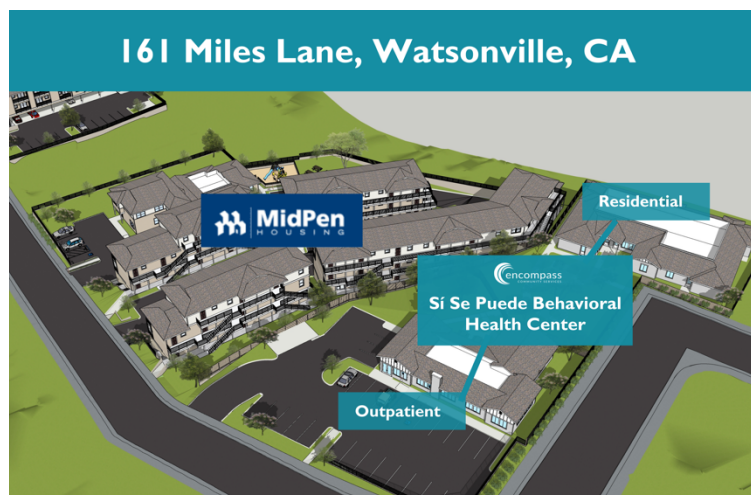 161 Miles Lane, Watsonville, CA
MidPen
HOUSING
Residential
encompass
COMMUNITY SERVICES
Sí Se Puede Behavioral
Health Center
Outpatient